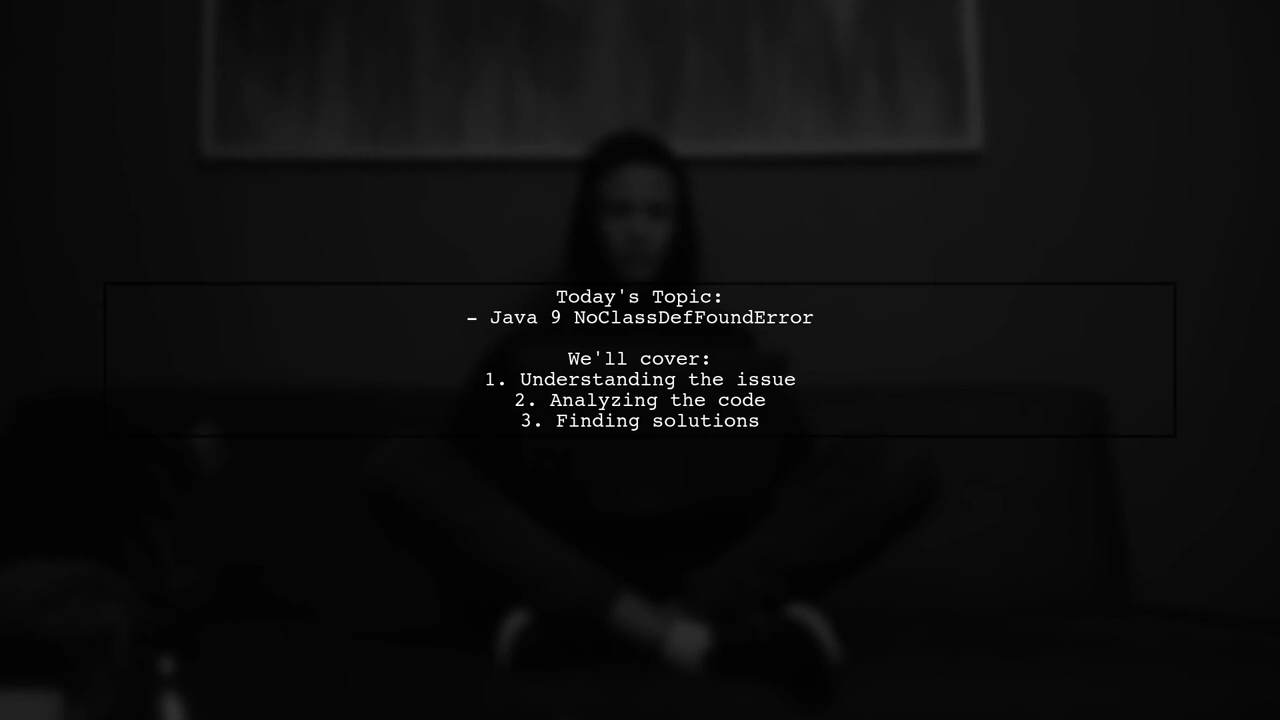 Today's Topic:
– Java 9 NoClassDefFoundError
We'll cover:
1. Understanding the issue
2. Analyzing the code
3. Finding solutions